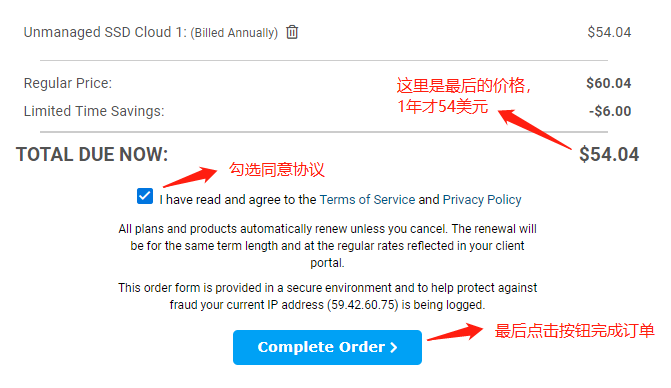 Unmanaged SSD Cloud 1: (Billed Annually) $54.04
Regular Price: $60.04
Limited Time Savings: -$6.00
这里是最后的价格，
1年才54美元
TOTAL DUE NOW: $54.04
勾选同意协议
I have read and agree to the Terms of Service and Privacy Policy
All plans and products automatically renew unless you cancel. The renewal will
be for the same term length and at the regular rates reflected in your client
portal.
This order form is provided in a secure environment and to help protect against
fraud your current IP address (59.42.60.75) is being logged.
Complete Order
最后点击按钮完成订单